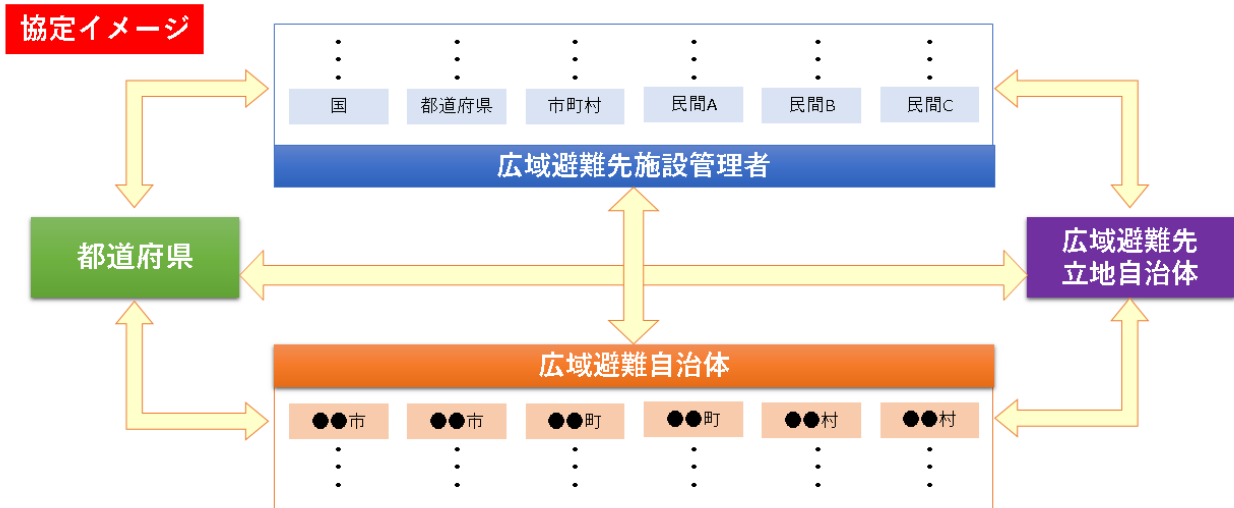 協定イメージ
国 都道府県 市町村 民間A 民間B 民間C
広域避難先施設管理者
都道府県
広域避難先
立地自治体
広域避難自治体
●●市 ●●市 ●●町 ●●町 ●●村 ●●村